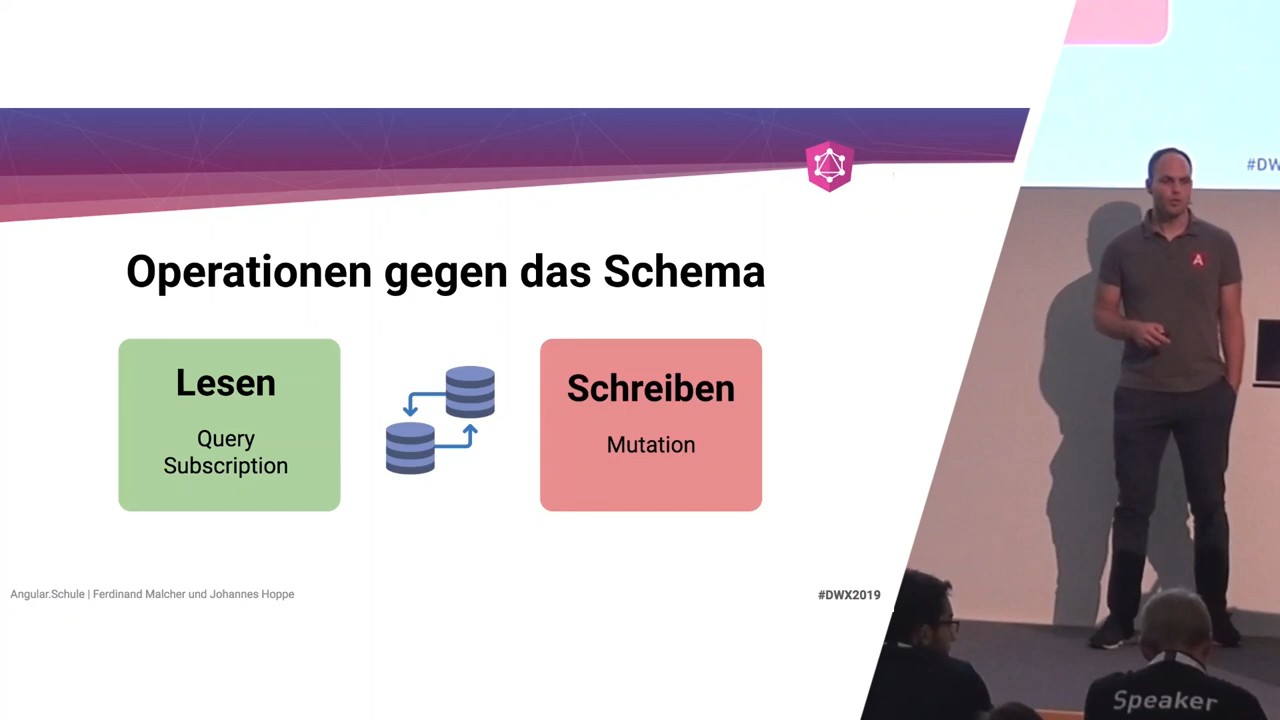 #DW
Operationen gegen das Schema
Lesen
Query
Subscription
Schreiben
Mutation
Angular.Schule | Ferdinand Malcher und Johannes Hoppe
#DWX2019
A
Speaker